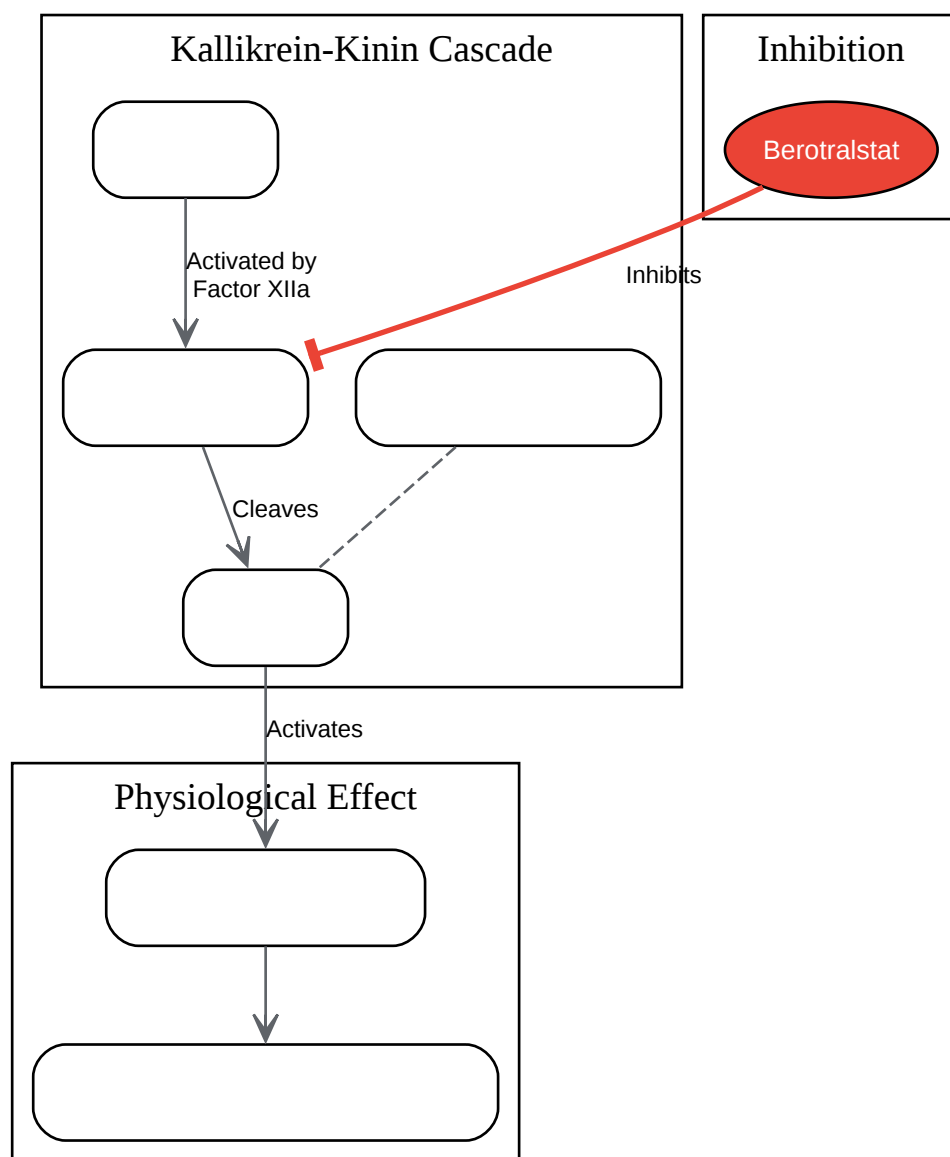 Kallikrein-Kinin Cascade
Inhibition
Berotralstat
Activated by
Factor XIIa
Inhibits
Cleaves
Activates
Physiological Effect